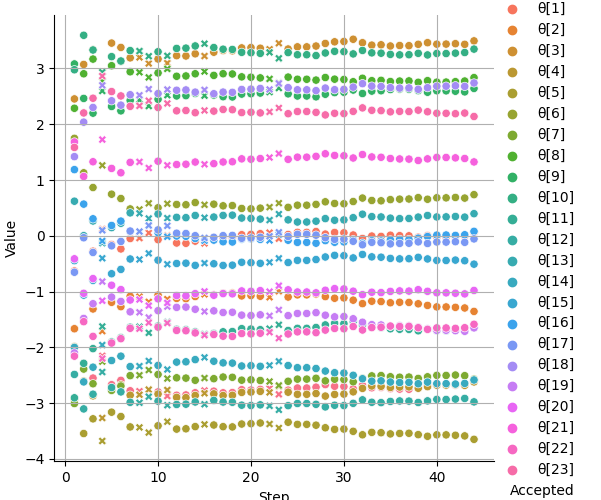 Value
3
2
1
0
−1
−2
−3
−4
0
10
20
30
40
Step
θ[1]
θ[2]
θ[3]
θ[4]
θ[5]
θ[6]
θ[7]
θ[8]
θ[9]
θ[10]
θ[11]
θ[12]
θ[13]
θ[14]
θ[15]
θ[16]
θ[17]
θ[18]
θ[19]
θ[20]
θ[21]
θ[22]
θ[23]
Accepted